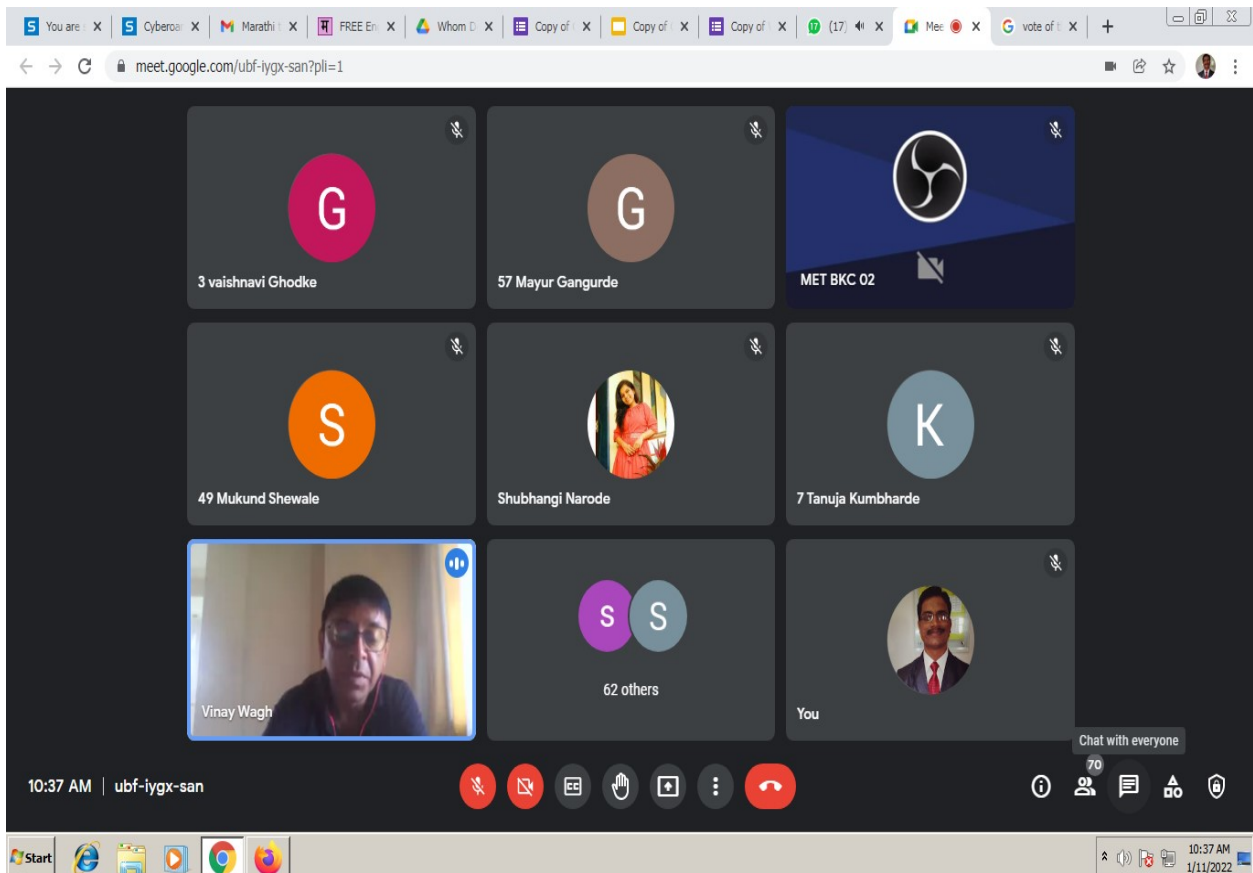 S You are
S Cyberoa
Marathi t
म FREE En
Whom D
Copy of
Copy of
Copy of
17 (17)
Mee
G vote of t
meet.google.com/ubf-iygx-san?pli=1
G
3 vaishnavi Ghodke
G
57 Mayur Gangurde
MET BKC 02
S
49 Mukund Shewale
Shubhangi Narode
K
7 Tanuja Kumbharde
Vinay Wagh
S S
62 others
You
Chat with everyone
10:37 AM | ubf-iygx-san
CC
70
Start
10:37 AM
1/11/2022